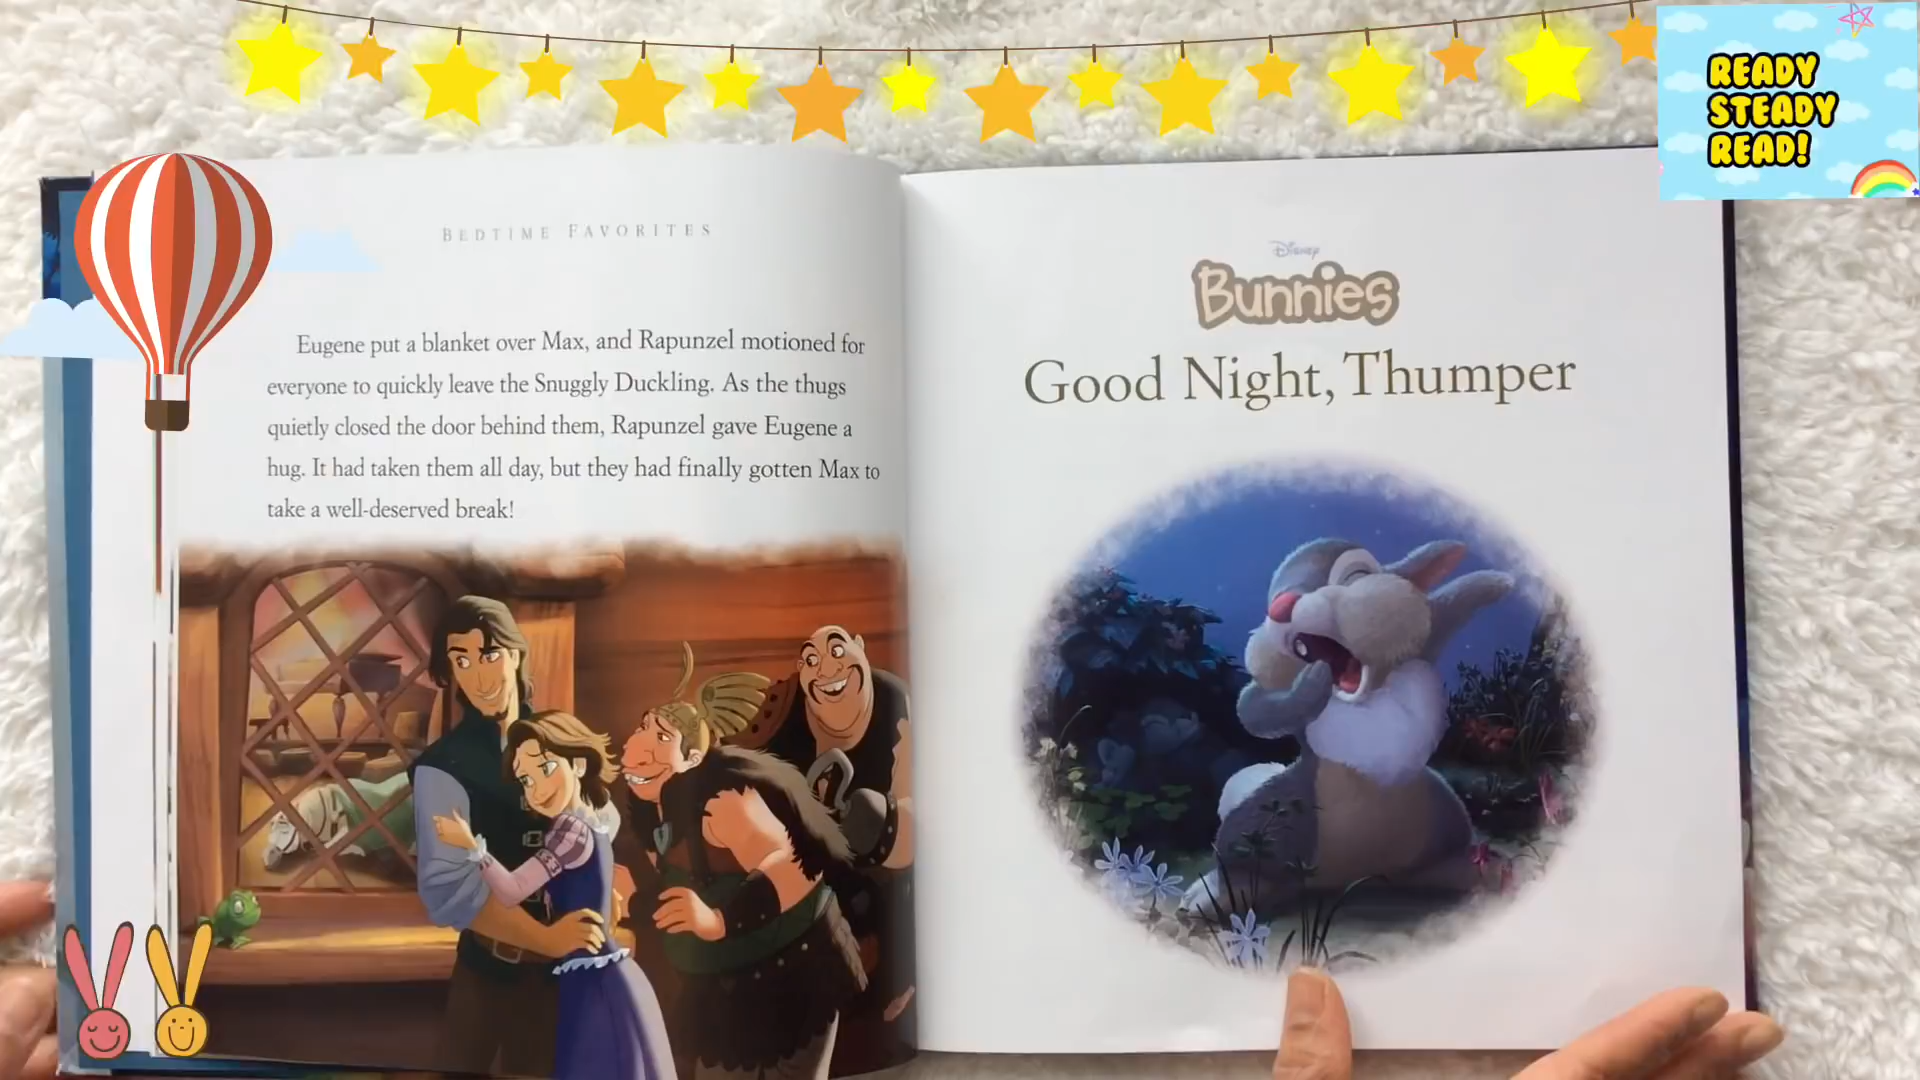 READY
STEADY
READ!
BEDTIME FAVORITES
Eugene put a blanket over Max, and Rapunzel motioned for
everyone to quickly leave the Snuggly Duckling. As the thugs
quietly closed the door behind them, Rapunzel gave Eugene a
hug. It had taken them all day, but they had finally gotten Max to
take a well-deserved break!
Disney
Bunnies
Good Night, Thumper